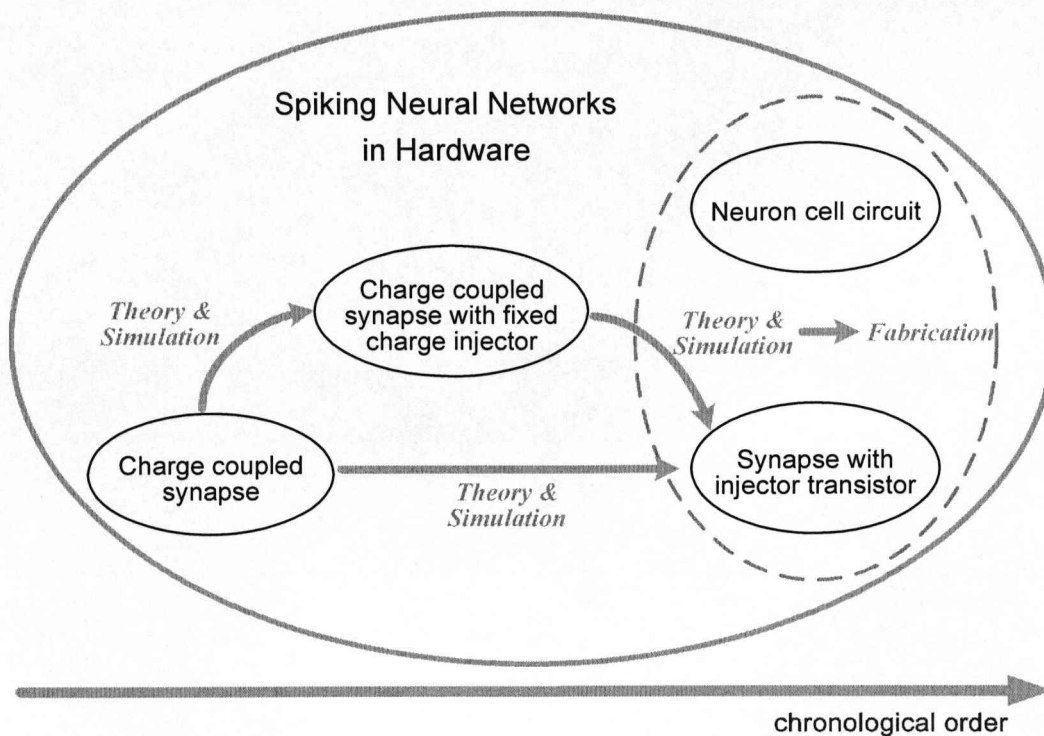 Spiking Neural Networks
in Hardware
Neuron cell circuit
Charge coupled
synapse with fixed
charge injector
Theory &
Simulation
Theory &
Simulation
Fabrication
Charge coupled
synapse
Theory &
Simulation
Synapse with
injector transistor
chronological order